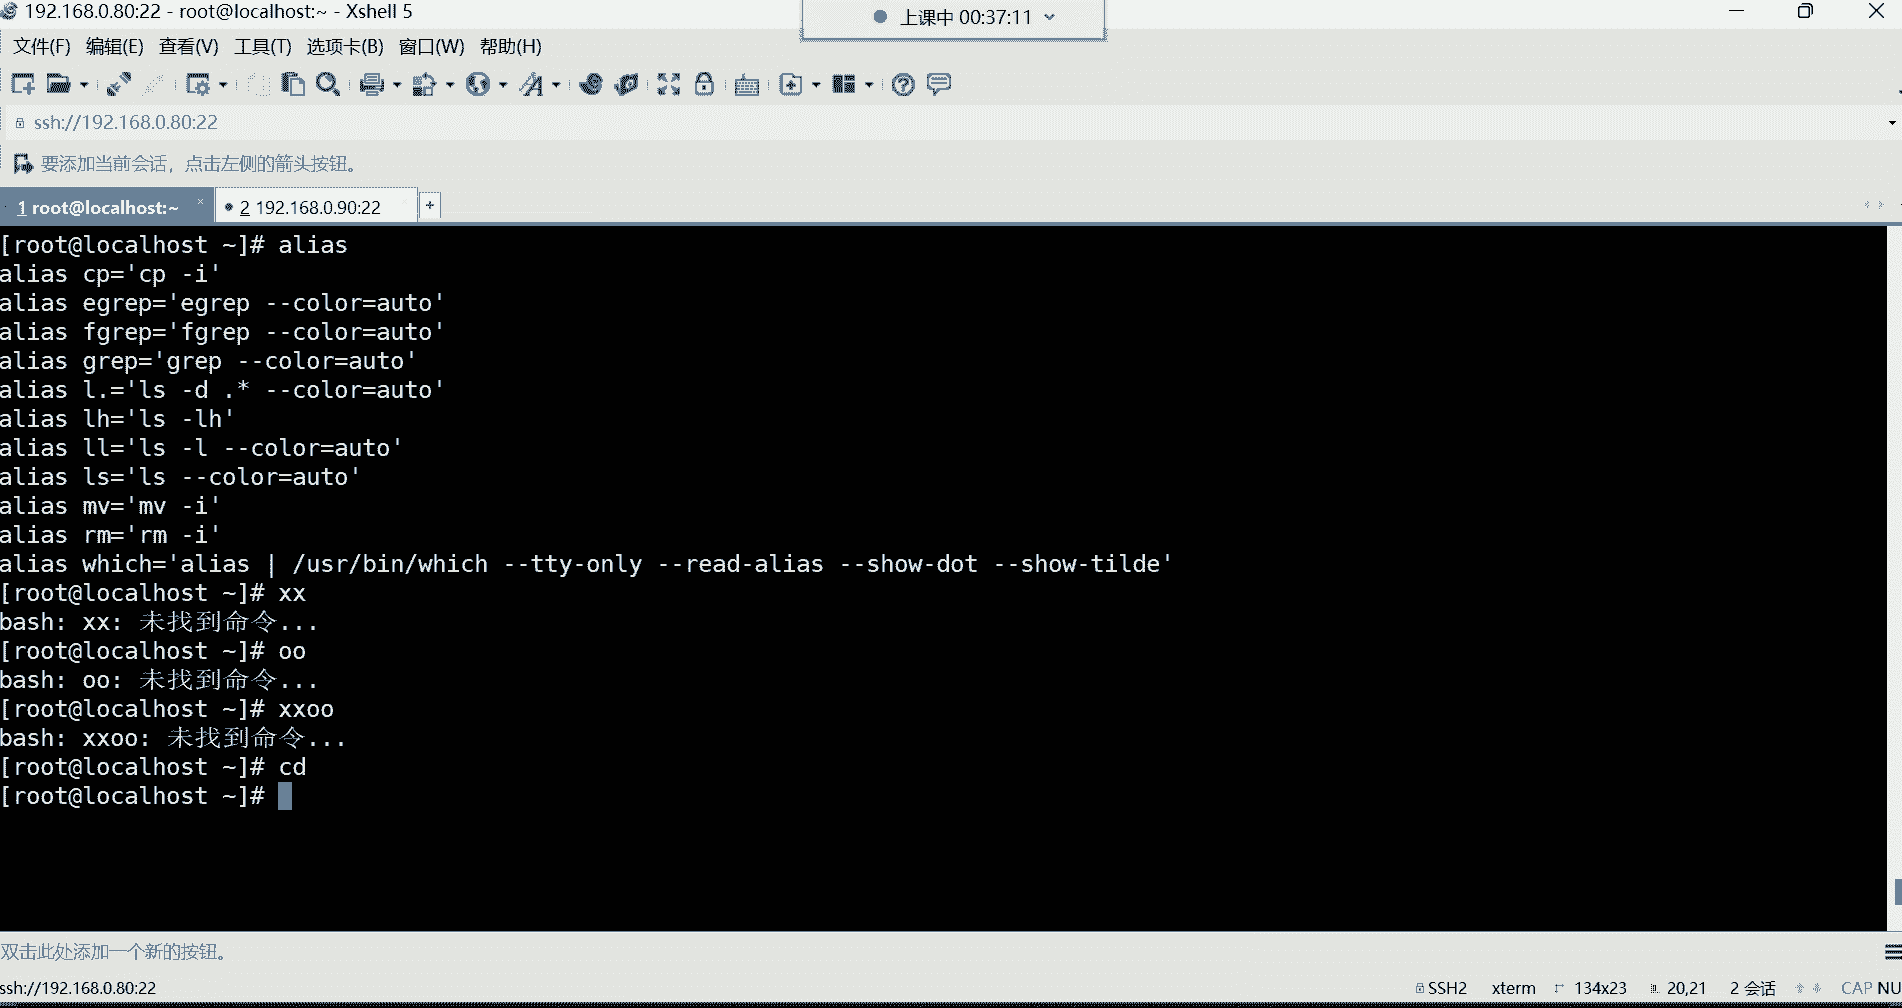 192.168.0.80:22 - root@localhost:~ - Xshell 5
上课中 00:37:11
文件(F) 编辑(E) 查看(V) 工具(T) 选项卡(B) 窗口(W) 帮助(H)
ssh://192.168.0.80:22
要添加当前会话，点击左侧的箭头按钮。
1 root@localhost:~ × 2 192.168.0.90:22 +
[root@localhost ~]# alias
alias cp='cp -i'
alias egrep='egrep --color=auto'
alias fgrep='fgrep --color=auto'
alias grep='grep --color=auto'
alias l.='ls -d .* --color=auto'
alias lh='ls -lh'
alias ll='ls -l --color=auto'
alias ls='ls --color=auto'
alias mv='mv -i'
alias rm='rm -i'
alias which='alias | /usr/bin/which --tty-only --read-alias --show-dot --show-tilde'
[root@localhost ~]# xx
bash: xx: 未找到命令...
[root@localhost ~]# oo
bash: oo: 未找到命令...
[root@localhost ~]# xxoo
bash: xxoo: 未找到命令...
[root@localhost ~]# cd
[root@localhost ~]#
双击此处添加一个新的按钮。
ssh://192.168.0.80:22 SSH2 xterm 134x23 20,21 2 会话 CAP NU